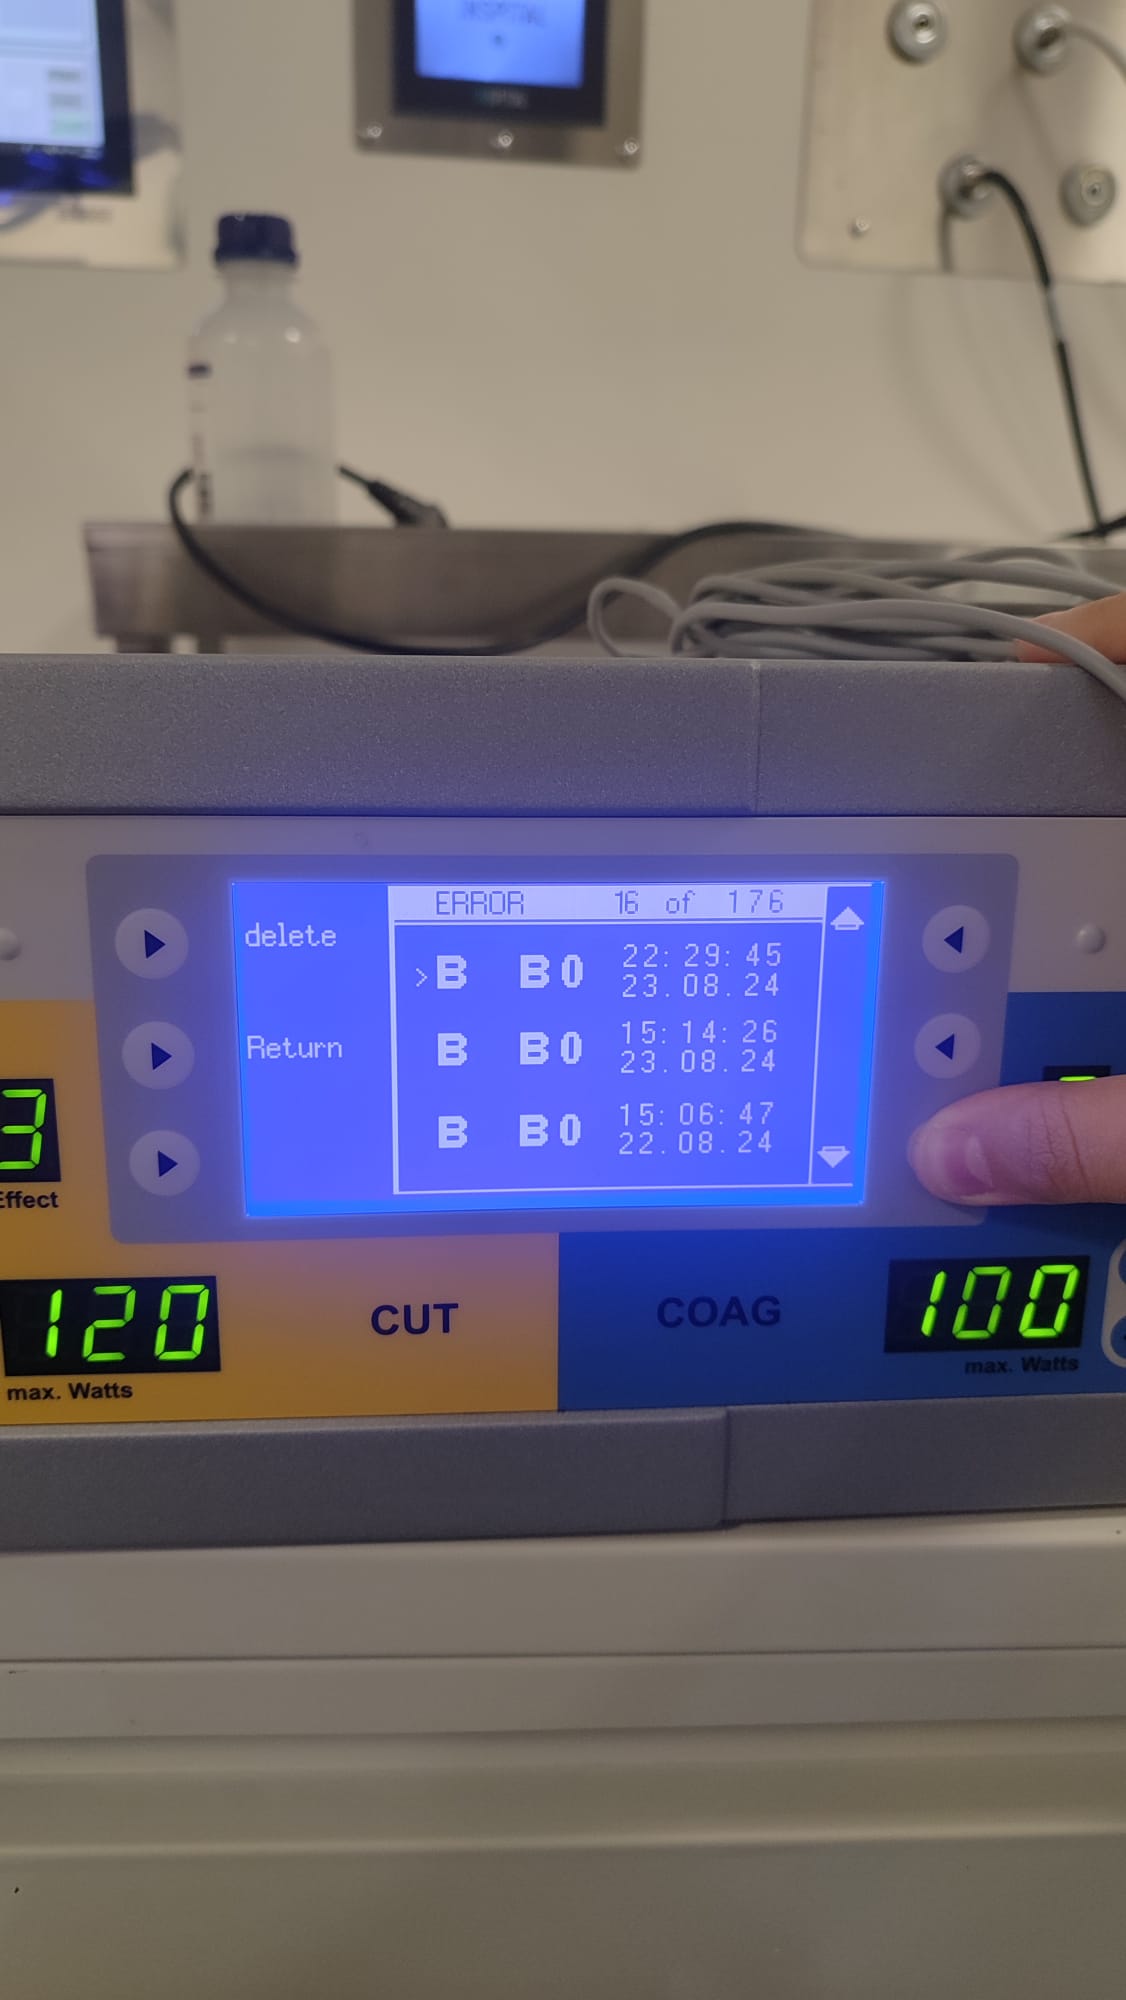 delete
Return
ERROR 16 of 176
>B B0 22:29:45
23.08.24
B B0 15:14:26
23.08.24
B B0 15:06:47
22.08.24
3
Effect
120
max. Watts
CUT
COAG
100
max. Watts